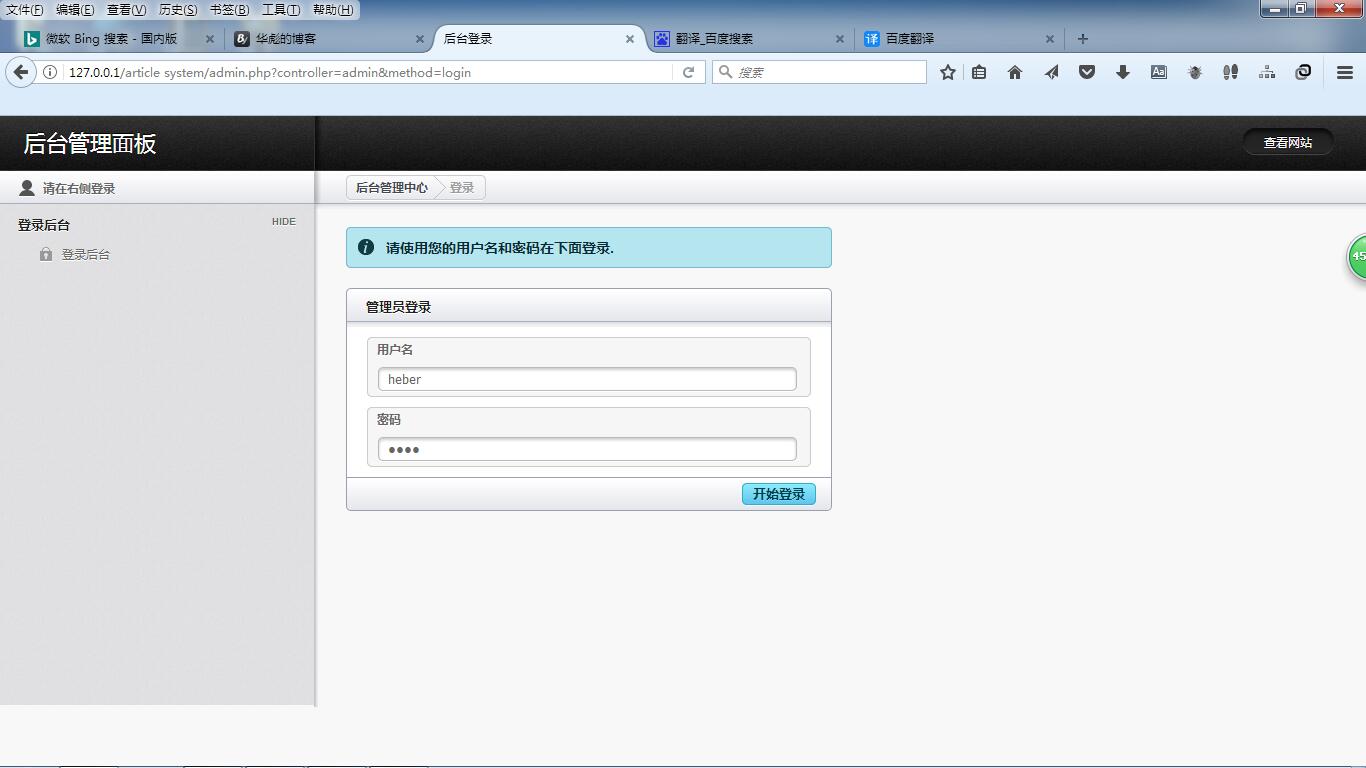 文件(F) 编辑(E) 查看(V) 历史(S) 书签(B) 工具(T) 帮助(H)
微软 Bing 搜索 - 国内版
华彪的博客
后台登录
翻译_百度搜索
译 百度翻译
127.0.0.1/article system/admin.php?controller=admin&method=login
搜索
后台管理面板
查看网站
请在右侧登录
后台管理中心
登录
登录后台
HIDE
登录后台
请使用您的用户名和密码在下面登录.
45
管理员登录
用户名
heber
密码
••••
开始登录